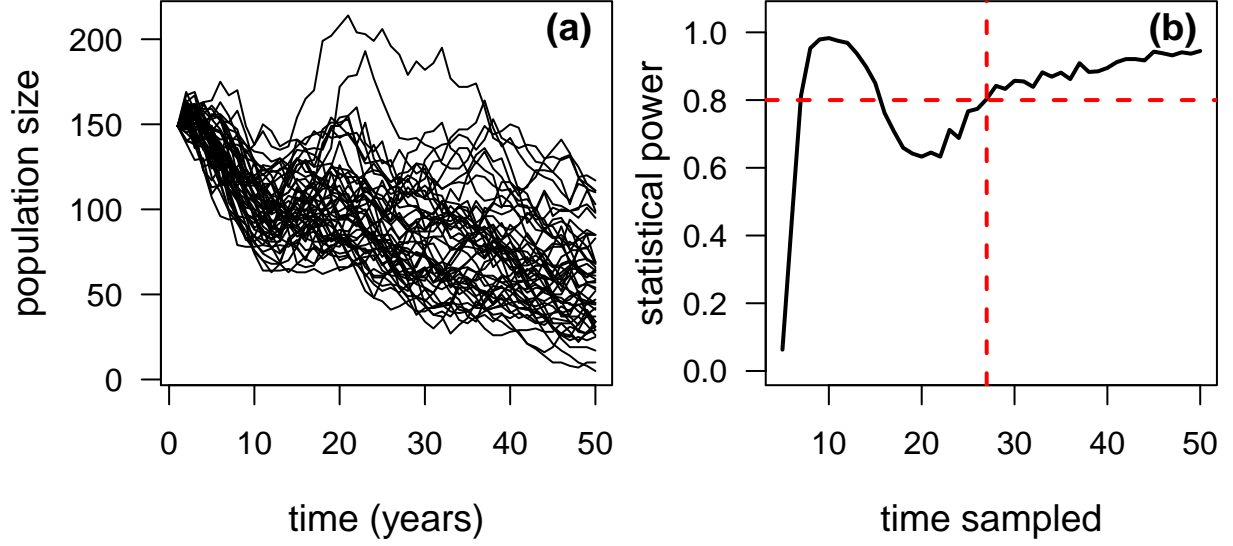 (a)
population size
200
150
100
50
0
0 10 20 30 40 50
time (years)
(b)
statistical power
1.0
0.8
0.6
0.4
0.2
0.0
10 20 30 40 50
time sampled